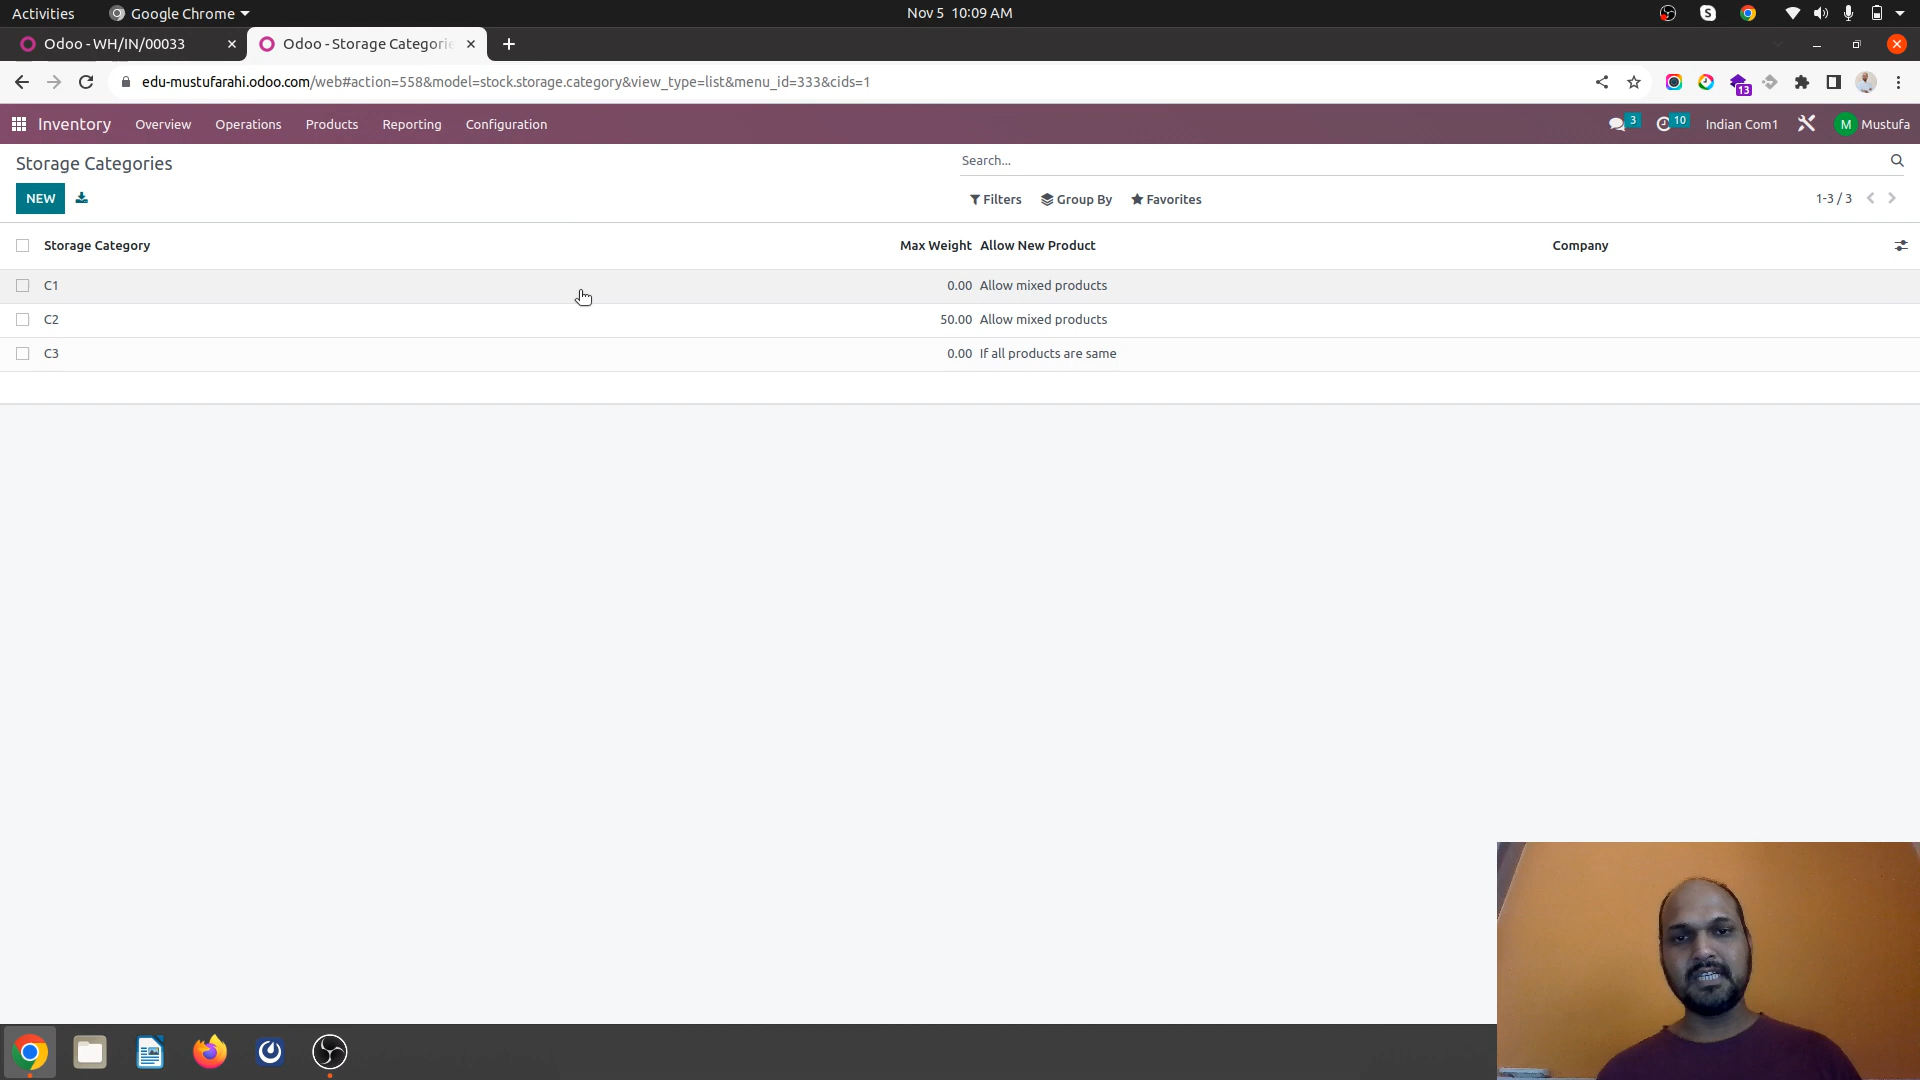 Activities
Google Chrome
Nov 5 10:09 AM
Odoo - WH/IN/00033
Odoo - Storage Categorie
edu-mustufarahi.odoo.com/web#action=558&model=stock.storage.category&view_type=list&menu_id=333&cids=1
13
Inventory
Overview
Operations
Products
Reporting
Configuration
3
10
Indian Com1
M
Mustufa
Storage Categories
Search...
NEW
Filters
Group By
Favorites
1-3 / 3
Storage Category
Max Weight
Allow New Product
Company
C1
0.00
Allow mixed products
C2
50.00
Allow mixed products
C3
0.00
If all products are same